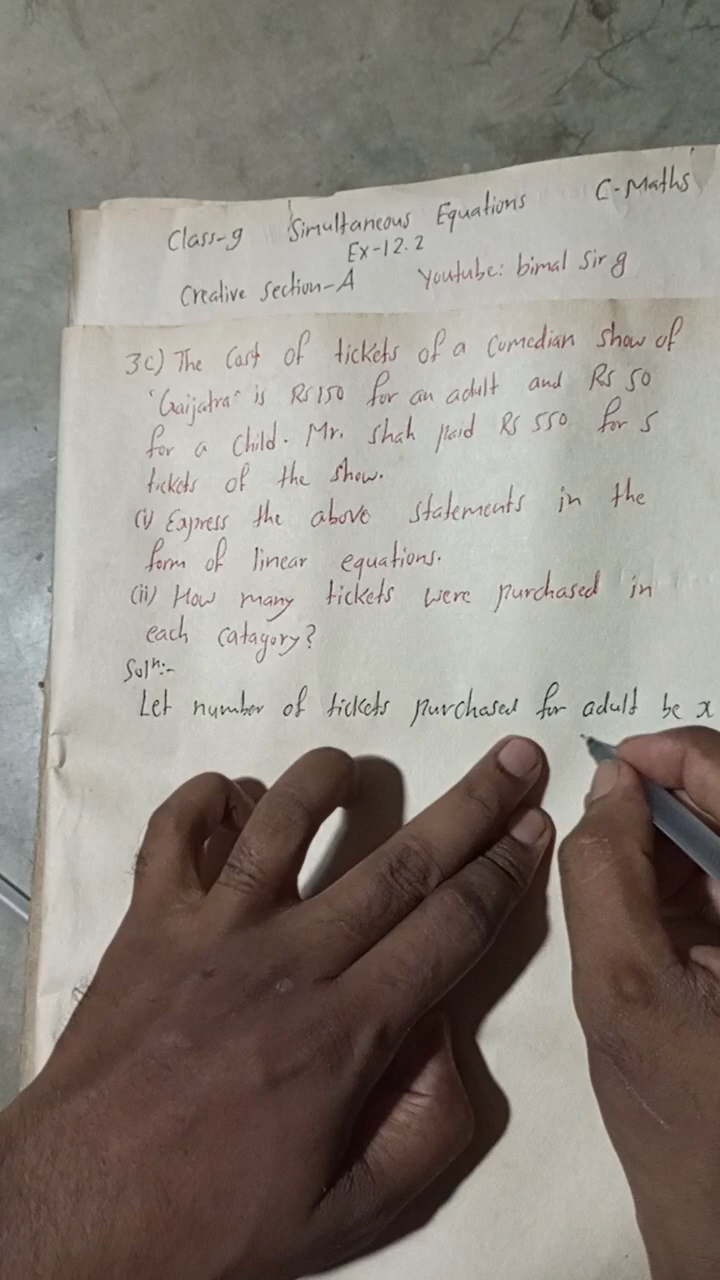 Class-9 Simultaneous Equations C-Maths
Ex-12.2
Creative section-A Youtube: bimal sir g
3c) The Cost of tickets of a comedian show of
'Gaijatra' is Rs 150 for an adult and Rs 50
for a child. Mr. Shah paid Rs 550 for 5
tickets of the show.
(i) Express the above statements in the
form of linear equations.
(ii) How many tickets were purchased in
each catagory?
Solⁿ:-
Let number of tickets purchased for adult be x